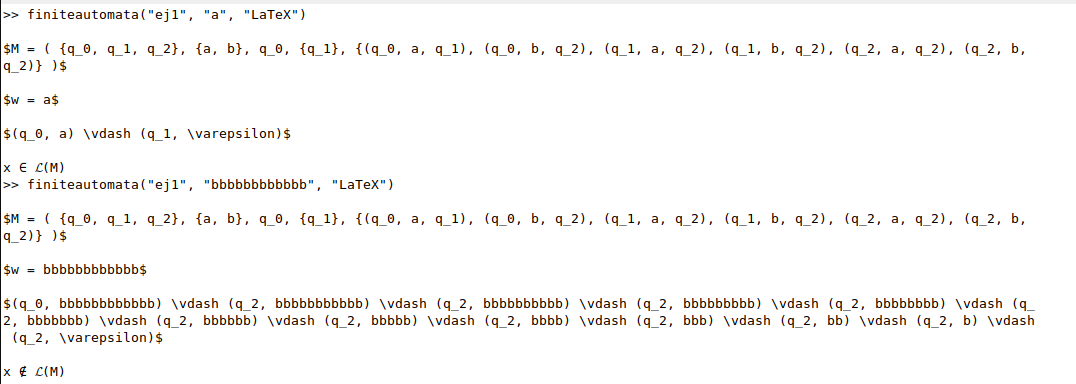 >> finiteautomata("ej1", "a", "LaTeX")
$M = ( {q_0, q_1, q_2}, {a, b}, q_0, {q_1}, {(q_0, a, q_1), (q_0, b, q_2), (q_1, a, q_2), (q_1, b, q_2), (q_2, a, q_2), (q_2, b,
q_2)} )$
$w = a$
$(q_0, a) \vdash (q_1, \varepsilon)$
x ∈ ℒ(M)
>> finiteautomata("ej1", "bbbbbbbbbbbb", "LaTeX")
$M = ( {q_0, q_1, q_2}, {a, b}, q_0, {q_1}, {(q_0, a, q_1), (q_0, b, q_2), (q_1, a, q_2), (q_1, b, q_2), (q_2, a, q_2), (q_2, b,
q_2)} )$
$w = bbbbbbbbbbbb$
$(q_0, bbbbbbbbbbbb) \vdash (q_2, bbbbbbbbbbb) \vdash (q_2, bbbbbbbbbb) \vdash (q_2, bbbbbbbbb) \vdash (q_2, bbbbbbbb) \vdash (q_
2, bbbbbbb) \vdash (q_2, bbbbbb) \vdash (q_2, bbbbb) \vdash (q_2, bbbb) \vdash (q_2, bbb) \vdash (q_2, bb) \vdash (q_2, b) \vdash
(q_2, \varepsilon)$
x ∉ ℒ(M)